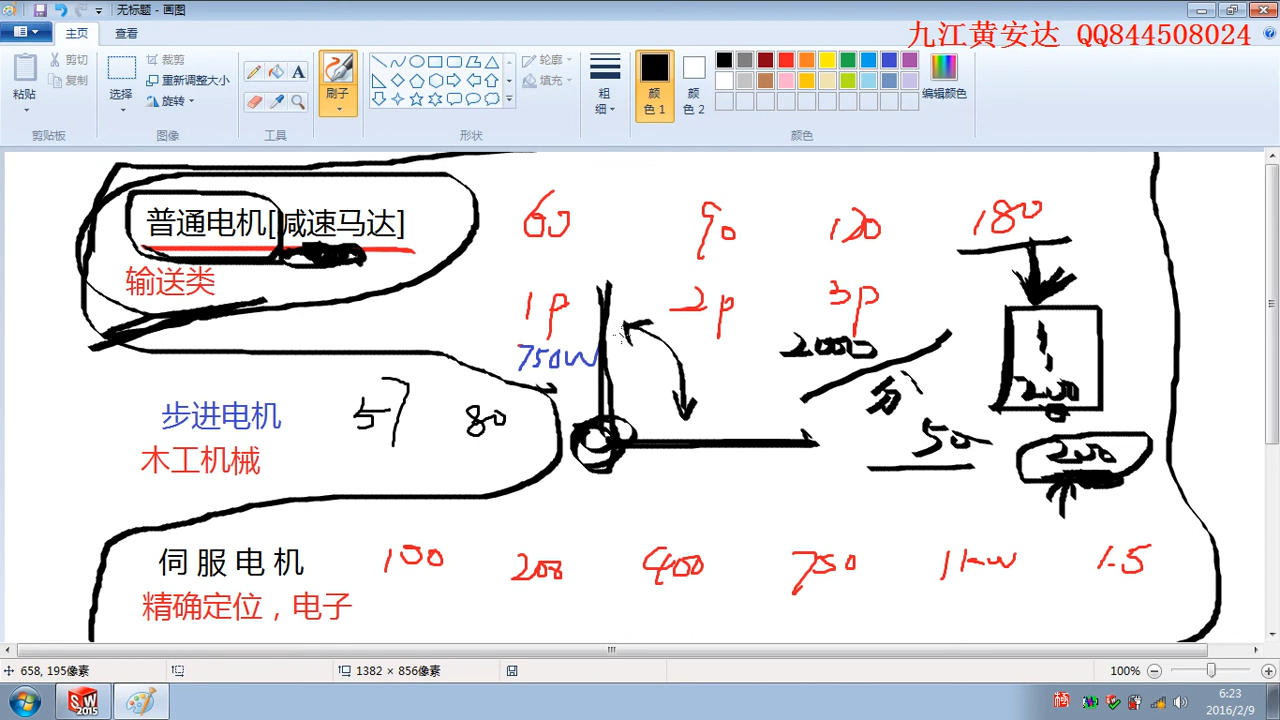 无标题 - 画图
九江黄安达 QQ844508024
主页 查看
粘贴 剪切 复制
选择 裁剪 重新调整大小 旋转
A
刷子
轮廓 填充
粗细
颜色 1
颜色 2
编辑颜色
剪贴板 图像 工具 形状 颜色
普通电机[减速马达] 60 90 120 180
输送类
1p 2p 3p
750W 2000 分
200
步进电机 57 80
木工机械 50 200
伺服电机 100 200 400 750 1kw 1.5
精确定位，电子
658, 195像素 1382 × 856像素 100%
SW 2015
6:23
2016/2/9